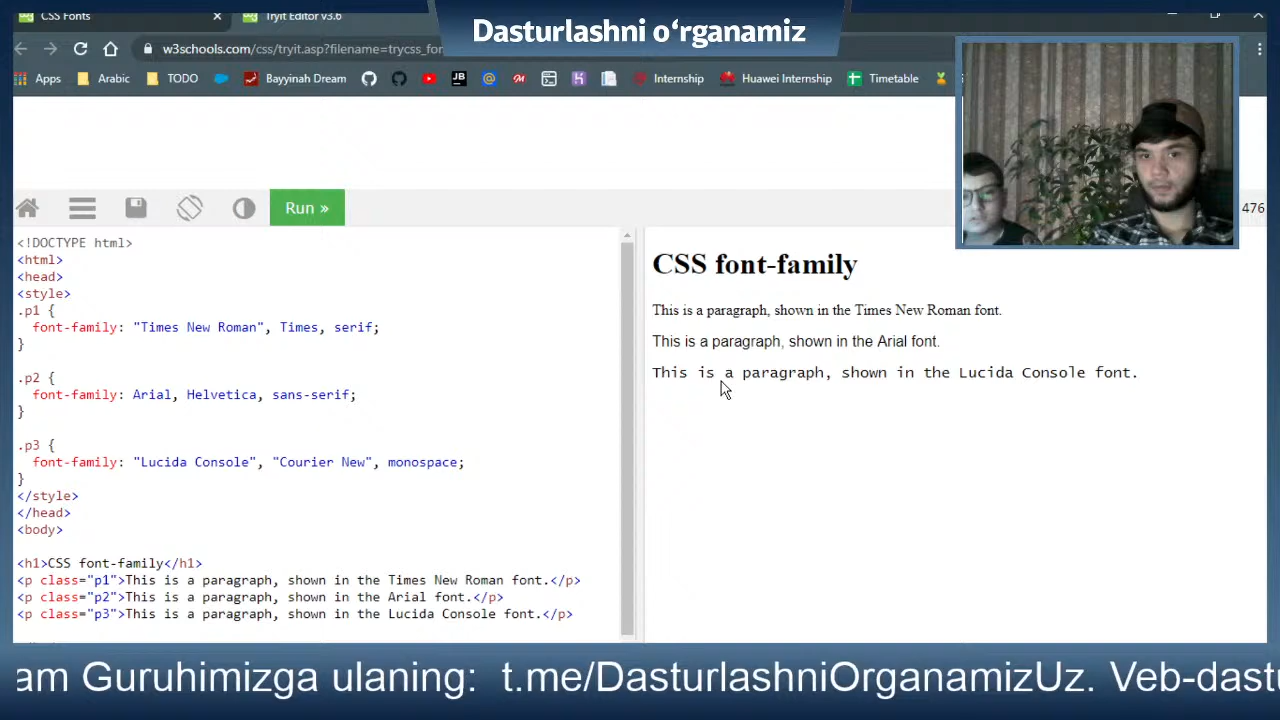 CSS Fonts
Tryit Editor v3.6
Dasturlashni o‘rganamiz
w3schools.com/css/tryit.asp?filename=trycss_fon
Apps Arabic TODO Bayyinah Dream JB Internship Huawei Internship Timetable
Run »
476
<!DOCTYPE html>
<html>
<head>
<style>
.p1 {
  font-family: "Times New Roman", Times, serif;
}
.p2 {
  font-family: Arial, Helvetica, sans-serif;
}
.p3 {
  font-family: "Lucida Console", "Courier New", monospace;
}
</style>
</head>
<body>
<h1>CSS font-family</h1>
<p class="p1">This is a paragraph, shown in the Times New Roman font.</p>
<p class="p2">This is a paragraph, shown in the Arial font.</p>
<p class="p3">This is a paragraph, shown in the Lucida Console font.</p>
CSS font-family
This is a paragraph, shown in the Times New Roman font.
This is a paragraph, shown in the Arial font.
This is a paragraph, shown in the Lucida Console font.
am Guruhimizga ulaning: t.me/DasturlashniOrganamizUz. Veb-dastu